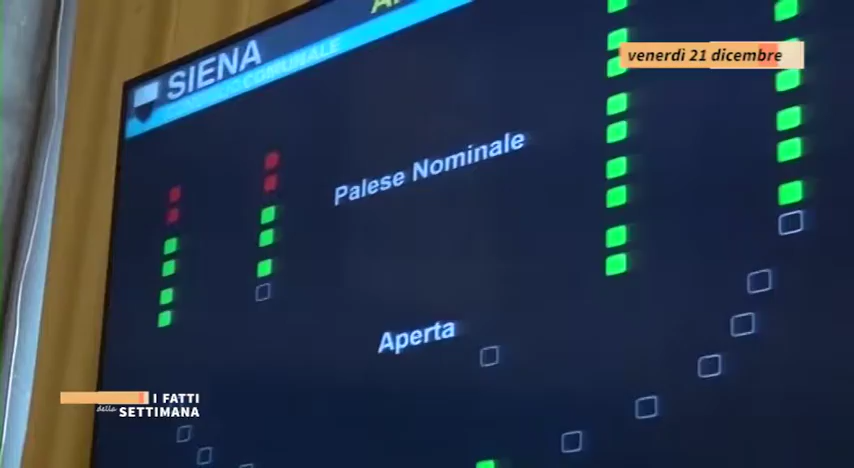 SIENA
CONSIGLIO COMUNALE
venerdì 21 dicembre
Palese Nominale
Aperta
I FATTI
della
SETTIMANA